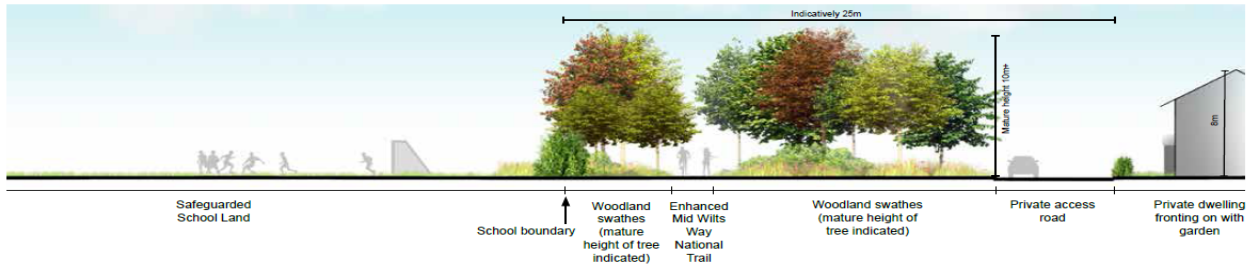 Indicatively 25m
Mature height 10m+
8m
Safeguarded
School Land
School boundary
Woodland
swathes
(mature
height of tree
indicated)
Enhanced
Mid Wilts
Way
National
Trail
Woodland swathes
(mature height of
tree indicated)
Private access
road
Private dwelling
fronting on with
garden